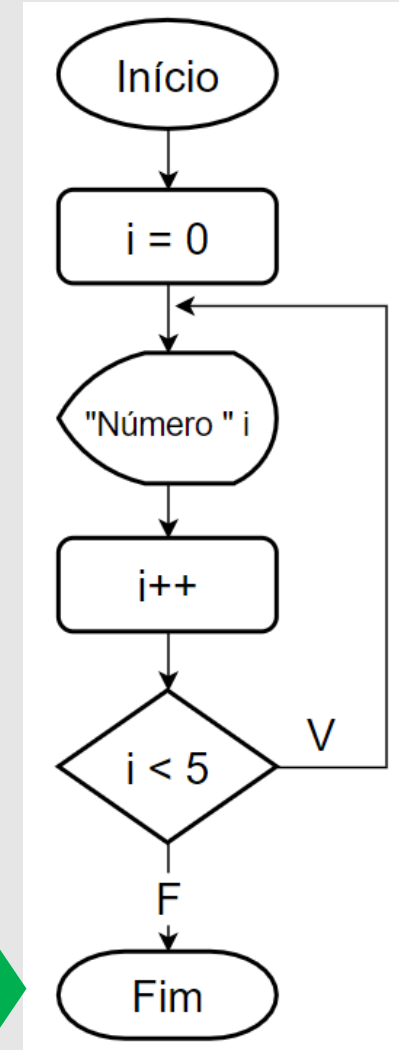 Início
i = 0
"Número " i
i++
i < 5
V
F
Fim